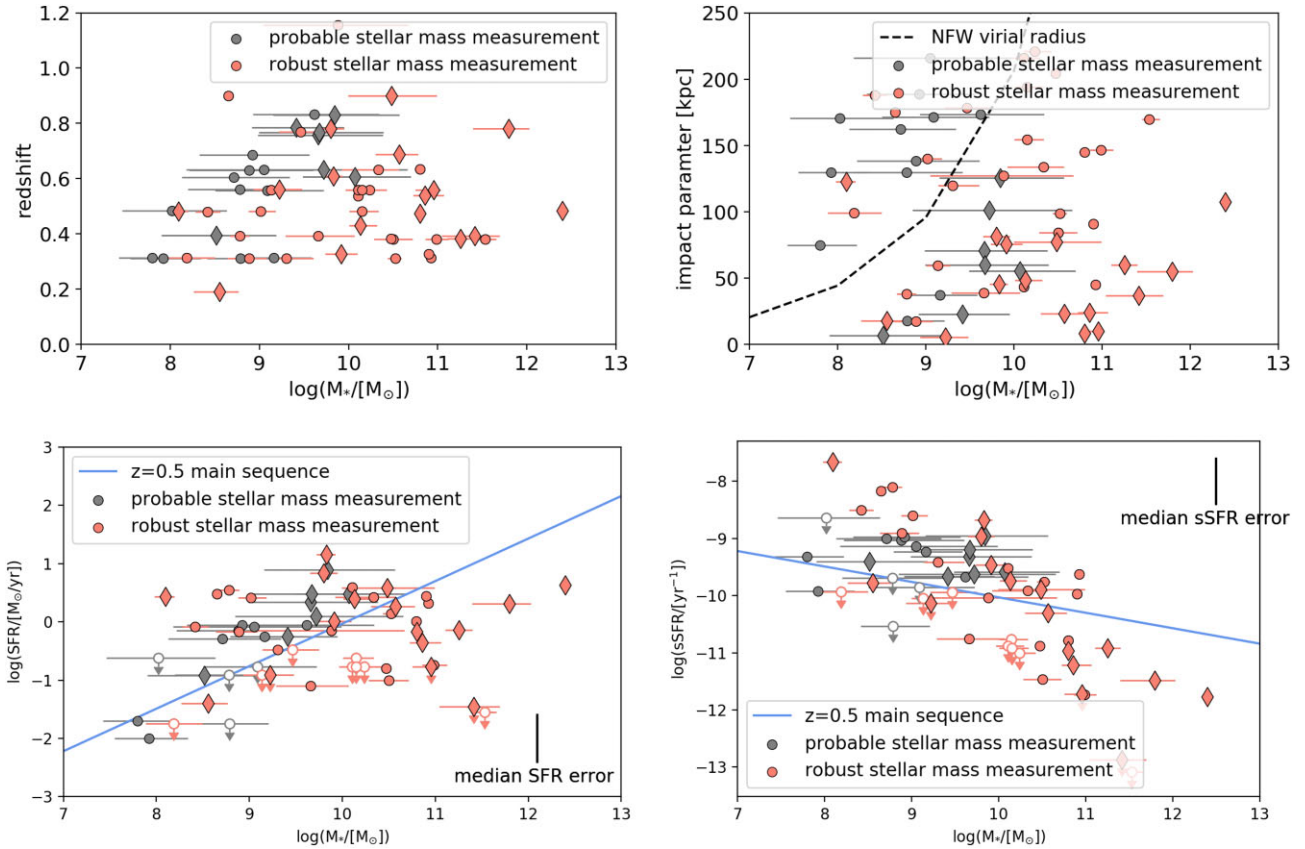 1.2
1.0
0.8
0.6
0.4
0.2
0.0
redshift
probable stellar mass measurement
robust stellar mass measurement
7 8 9 10 11 12 13
log(M*/[M⊙])
250
200
150
100
50
0
impact paramter [kpc]
NFW virial radius
probable stellar mass measurement
robust stellar mass measurement
7 8 9 10 11 12 13
log(M*/[M⊙])
3
2
1
0
−1
−2
−3
log(SFR/[M⊙/yr])
z=0.5 main sequence
probable stellar mass measurement
robust stellar mass measurement
median SFR error
7 8 9 10 11 12 13
log(M*/[M⊙])
−8
−9
−10
−11
−12
−13
log(sSFR/[yr⁻¹])
median sSFR error
z=0.5 main sequence
probable stellar mass measurement
robust stellar mass measurement
7 8 9 10 11 12 13
log(M*/[M⊙])